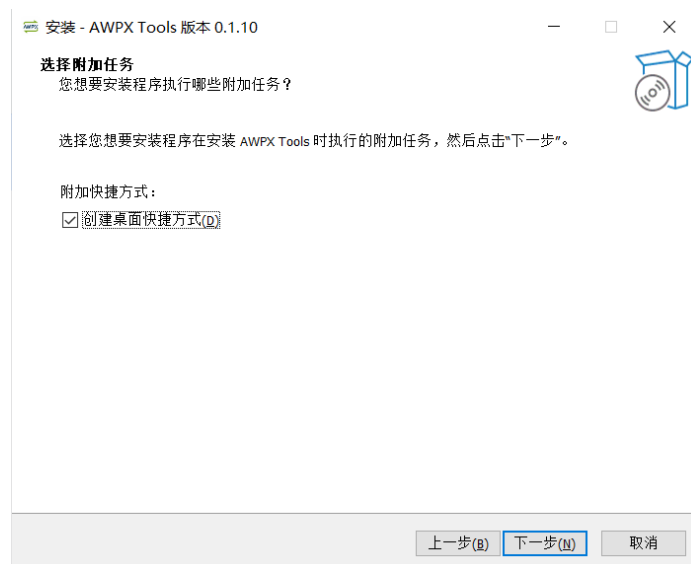 安装 - AWPX Tools 版本 0.1.10
选择附加任务
您想要安装程序执行哪些附加任务？
选择您想要安装程序在安装 AWPX Tools 时执行的附加任务，然后点击“下一步”。
附加快捷方式：
创建桌面快捷方式(D)
上一步(B) 下一步(N) 取消